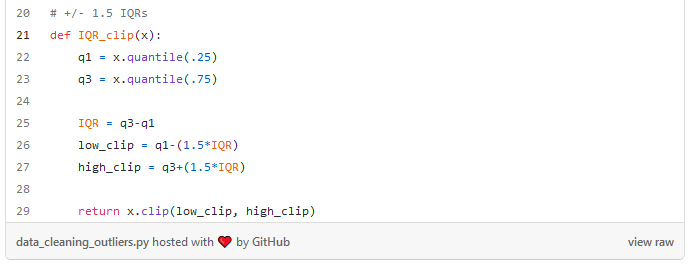 20 # +/- 1.5 IQRs
21 def IQR_clip(x):
22     q1 = x.quantile(.25)
23     q3 = x.quantile(.75)
24
25     IQR = q3-q1
26     low_clip = q1-(1.5*IQR)
27     high_clip = q3+(1.5*IQR)
28
29     return x.clip(low_clip, high_clip)
data_cleaning_outliers.py hosted with ❤ by GitHub view raw